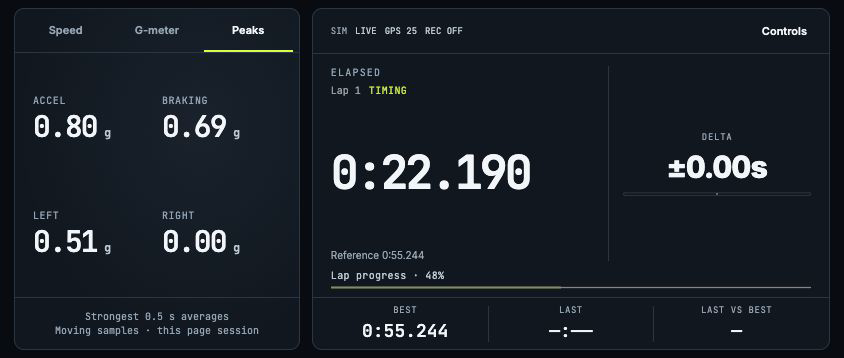 Speed G-meter Peaks
ACCEL BRAKING
0.80 g 0.69 g
LEFT RIGHT
0.51 g 0.00 g
Strongest 0.5 s averages
Moving samples · this page session
SIM LIVE GPS 25 REC OFF Controls
ELAPSED
Lap 1 TIMING
0:22.190
Reference 0:55.244
Lap progress · 48%
DELTA
±0.00s
BEST LAST LAST VS BEST
0:55.244 —:—— —